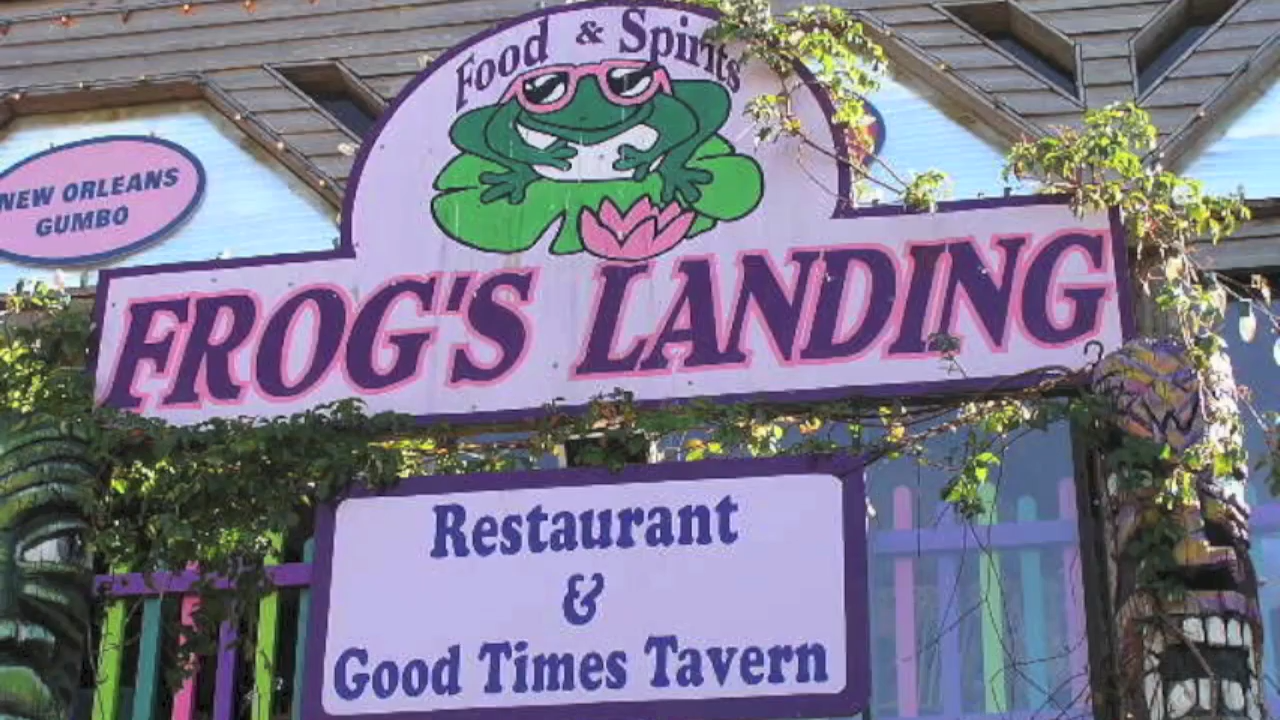 Food & Spirits
NEW ORLEANS
GUMBO
FROG'S LANDING
Restaurant
&
Good Times Tavern